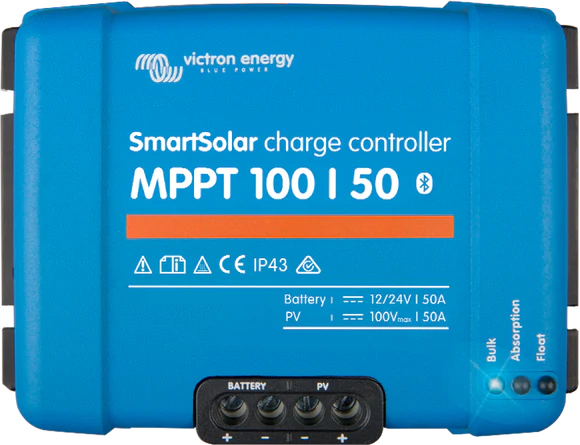 victron energy
BLUE POWER
SmartSolar charge controller
MPPT 100 | 50
CE IP43
Battery 12/24V | 50A
PV 100Vmax | 50A
Bulk
Absorption
Float
BATTERY PV
+ − − +